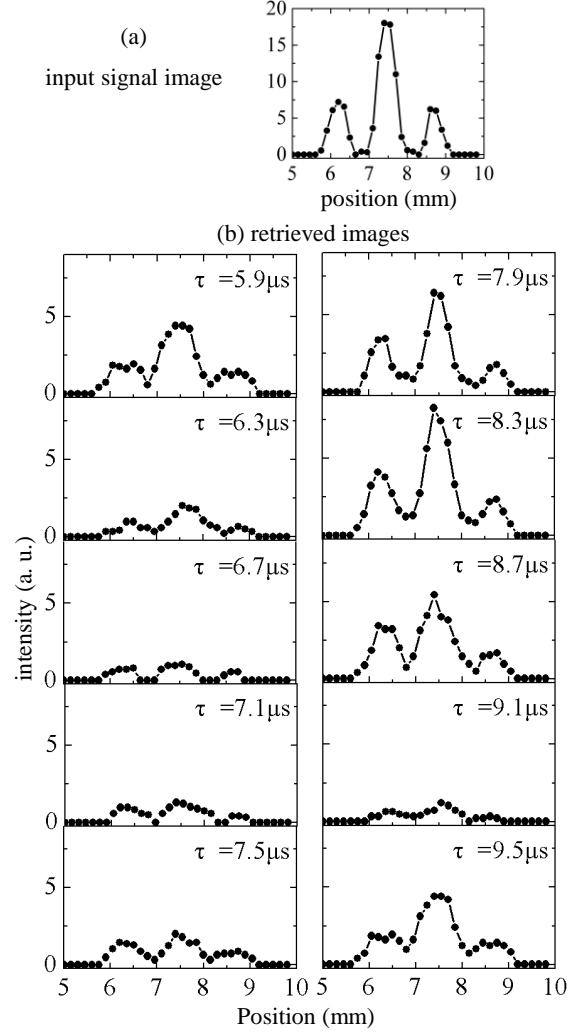 (a)
input signal image
20
15
10
5
0
5 6 7 8 9 10
position (mm)
(b) retrieved images
intensity (a. u.)
τ =5.9μs
5
0
τ =6.3μs
5
0
τ =6.7μs
5
0
τ =7.1μs
5
0
τ =7.5μs
5
0
5 6 7 8 9 10
τ =7.9μs
τ =8.3μs
τ =8.7μs
τ =9.1μs
τ =9.5μs
5 6 7 8 9 10
Position (mm)